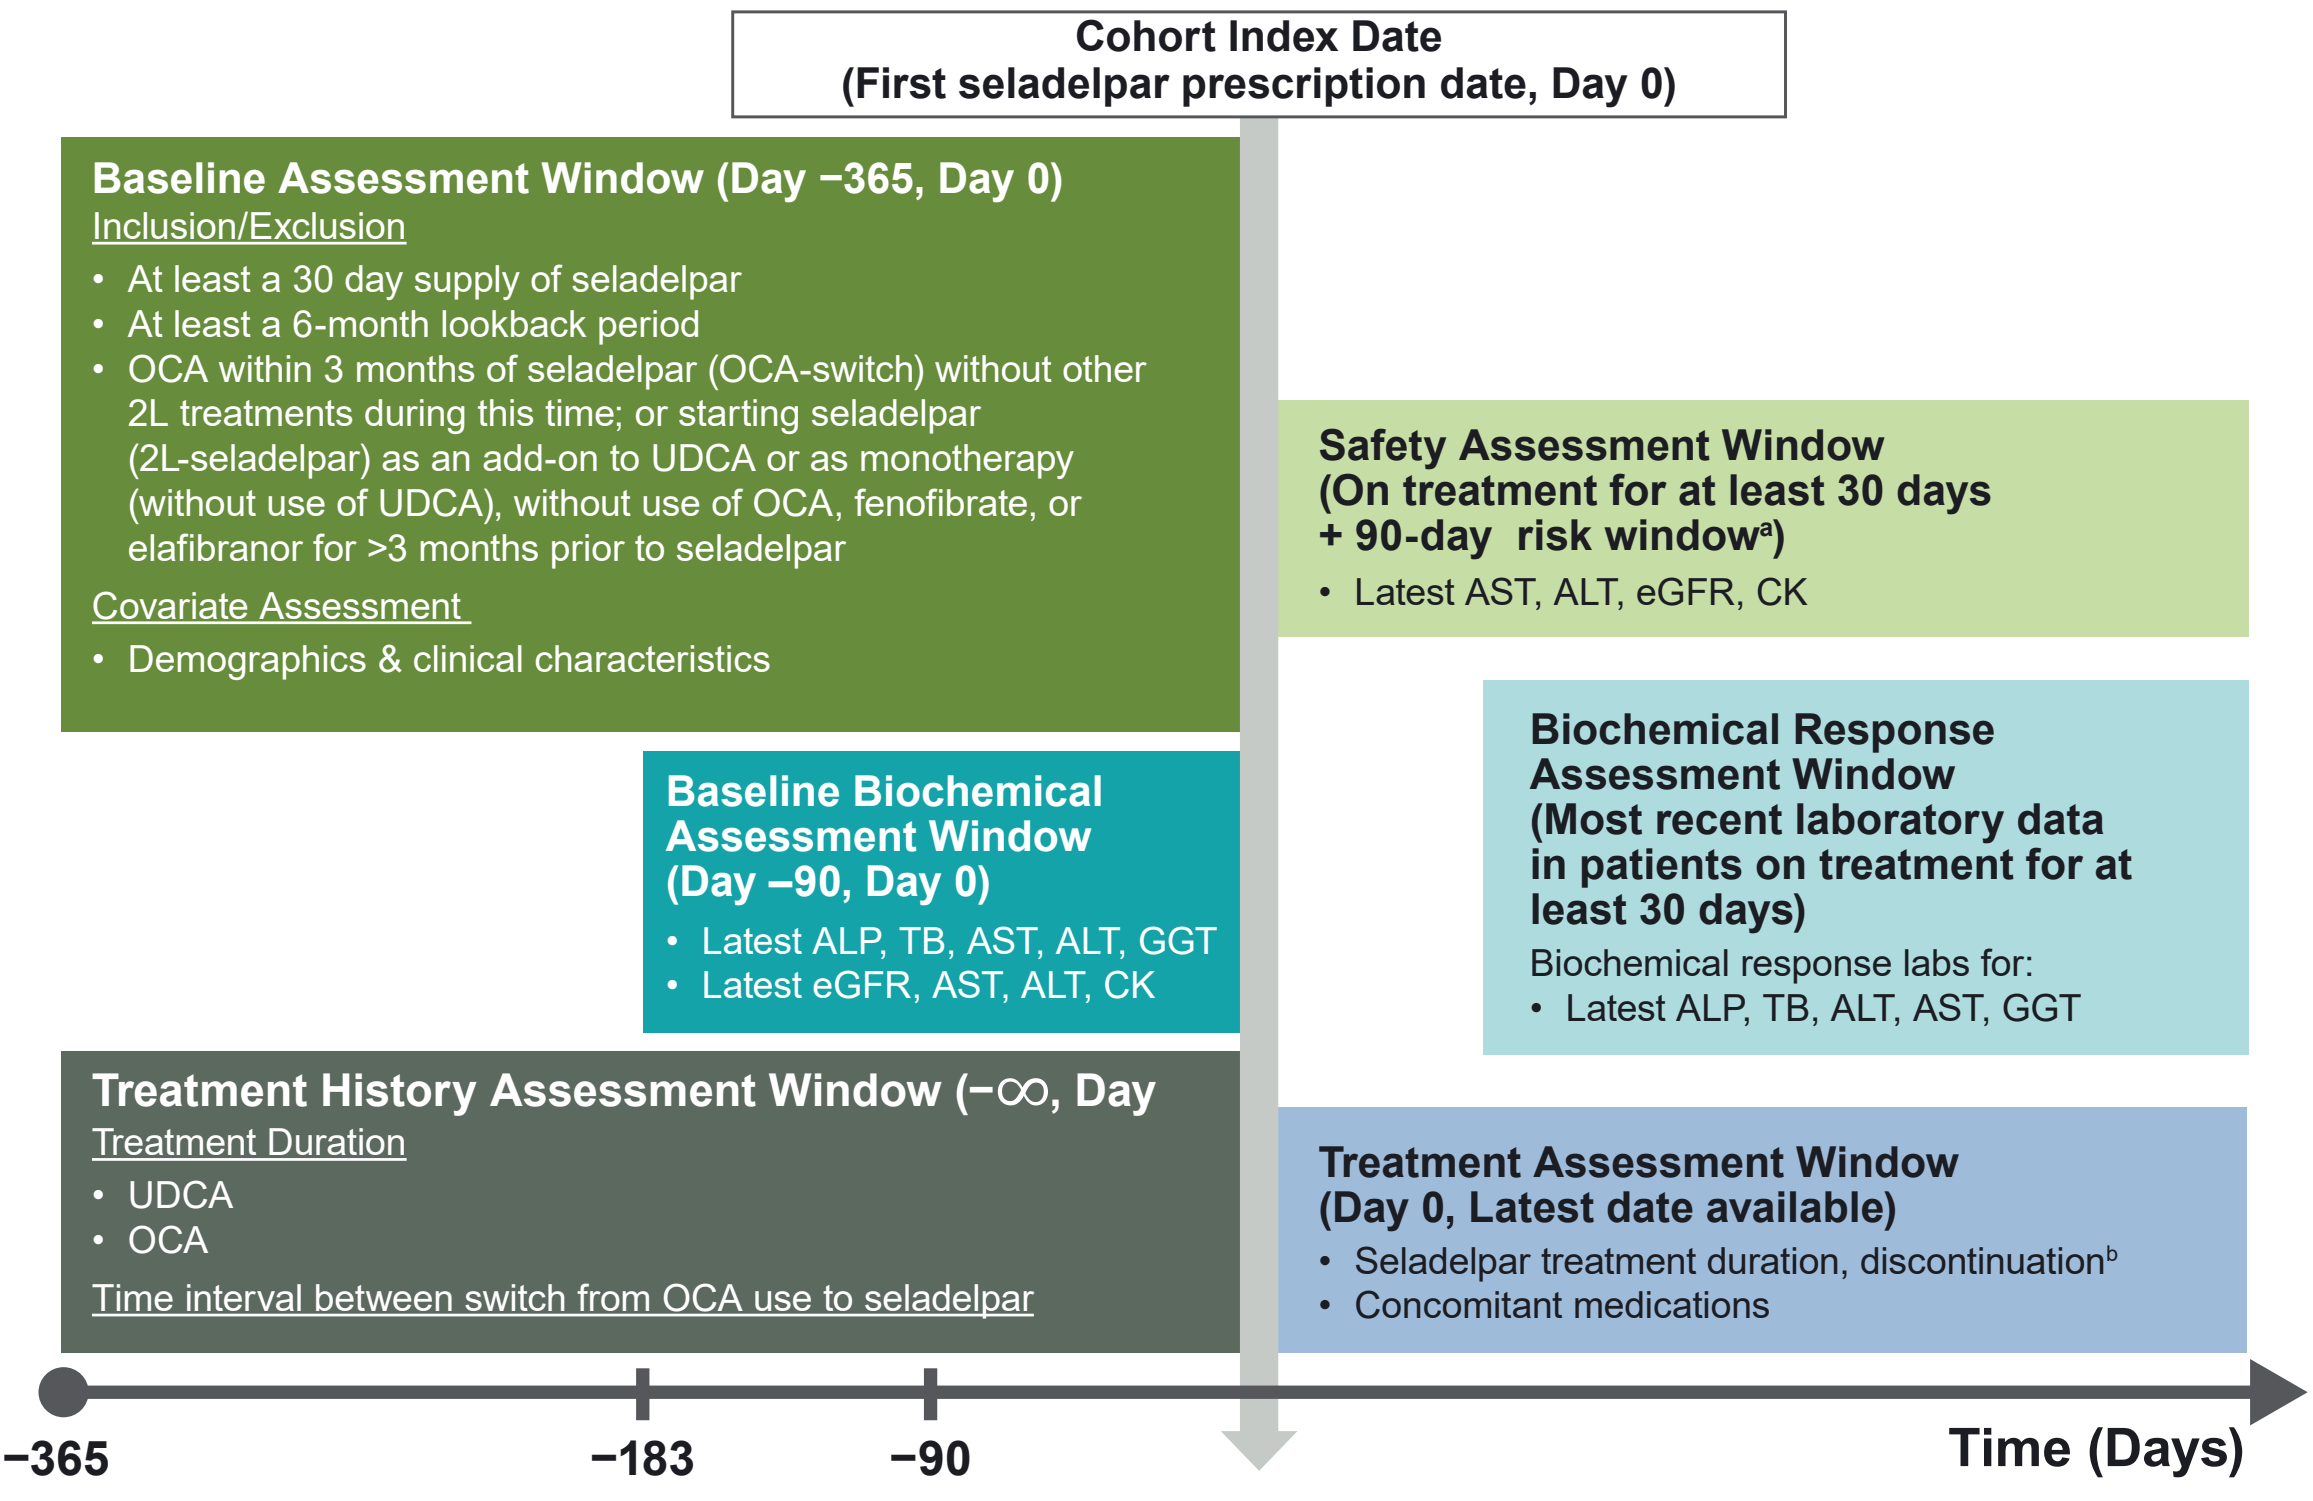 Cohort Index Date
(First seladelpar prescription date, Day 0)
Baseline Assessment Window (Day −365, Day 0)
Inclusion/Exclusion
• At least a 30 day supply of seladelpar
• At least a 6-month lookback period
• OCA within 3 months of seladelpar (OCA-switch) without other
2L treatments during this time; or starting seladelpar
(2L-seladelpar) as an add-on to UDCA or as monotherapy
(without use of UDCA), without use of OCA, fenofibrate, or
elafibranor for >3 months prior to seladelpar
Covariate Assessment
• Demographics & clinical characteristics
Safety Assessment Window
(On treatment for at least 30 days
+ 90-day risk windowᵃ)
• Latest AST, ALT, eGFR, CK
Baseline Biochemical
Assessment Window
(Day –90, Day 0)
• Latest ALP, TB, AST, ALT, GGT
• Latest eGFR, AST, ALT, CK
Biochemical Response
Assessment Window
(Most recent laboratory data
in patients on treatment for at
least 30 days)
Biochemical response labs for:
• Latest ALP, TB, ALT, AST, GGT
Treatment History Assessment Window (−∞, Day
Treatment Duration
• UDCA
• OCA
Time interval between switch from OCA use to seladelpar
Treatment Assessment Window
(Day 0, Latest date available)
• Seladelpar treatment duration, discontinuationᵇ
• Concomitant medications
−365
−183
−90
Time (Days)